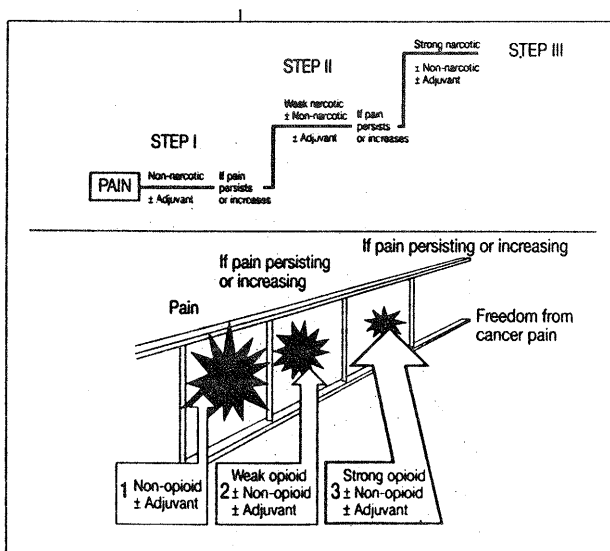 Strong narcotic
STEP III
± Non-narcotic
± Adjuvant
STEP II
Weak narcotic
± Non-narcotic
If pain
persists
or increases
± Adjuvant
STEP I
PAIN
Non-narcotic
± Adjuvant
If pain
persists
or increases
If pain persisting or increasing
If pain persisting
or increasing
Pain
Freedom from
cancer pain
1 Non-opioid
± Adjuvant
Weak opioid
2 ± Non-opioid
± Adjuvant
Strong opioid
3 ± Non-opioid
± Adjuvant